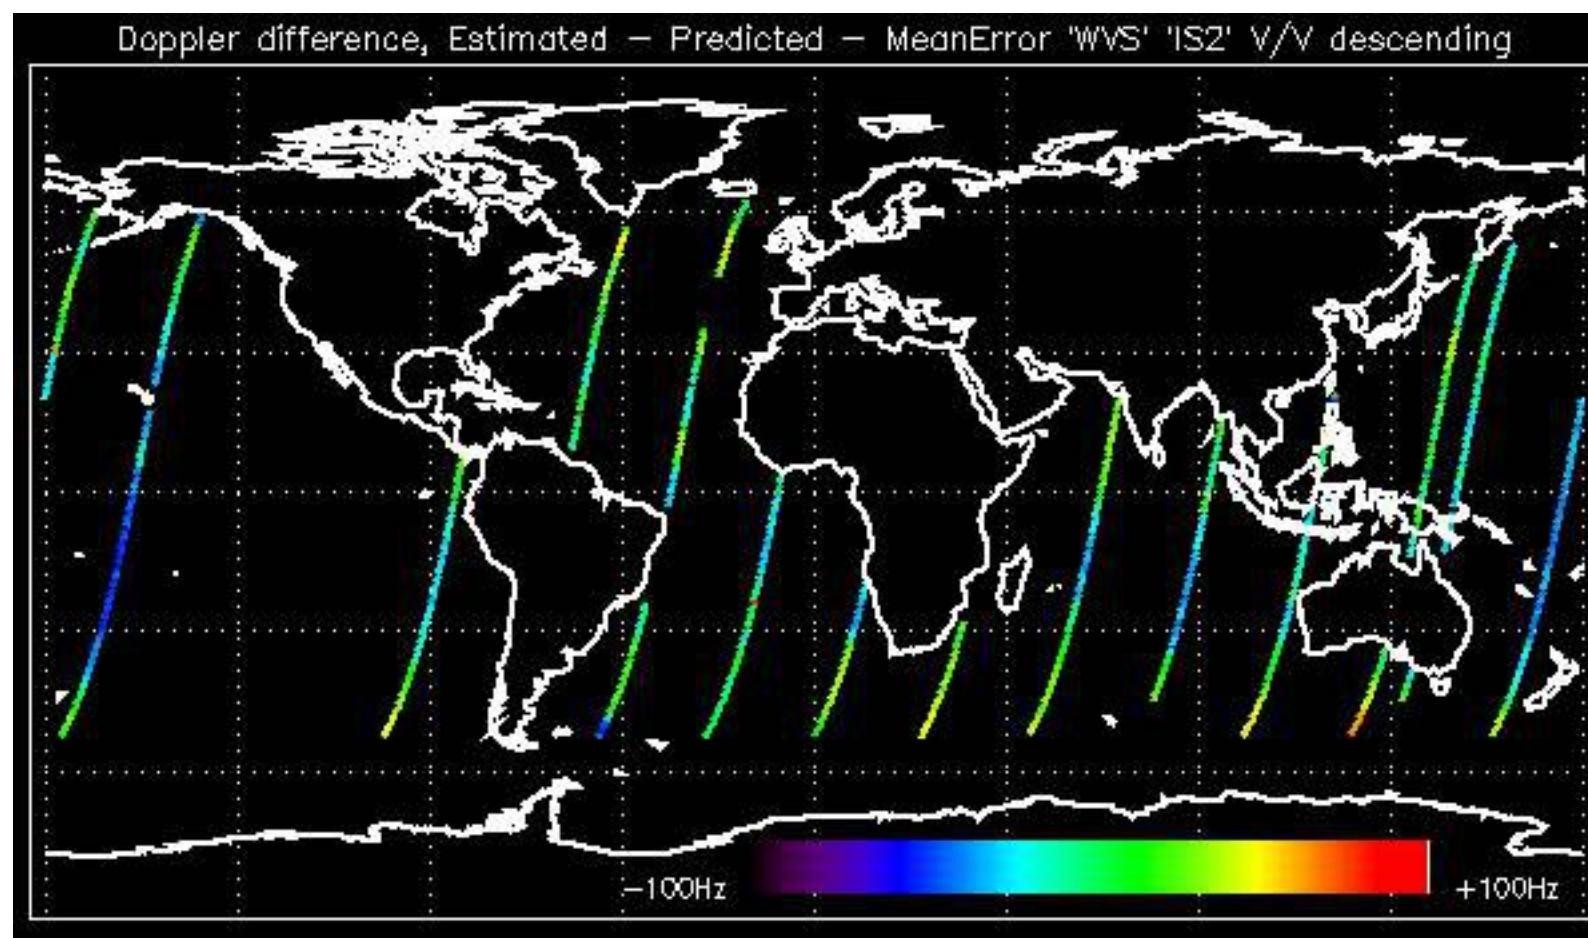 Doppler difference, Estimated – Predicted – MeanError 'WVS' 'IS2' V/V descending
−100Hz +100Hz